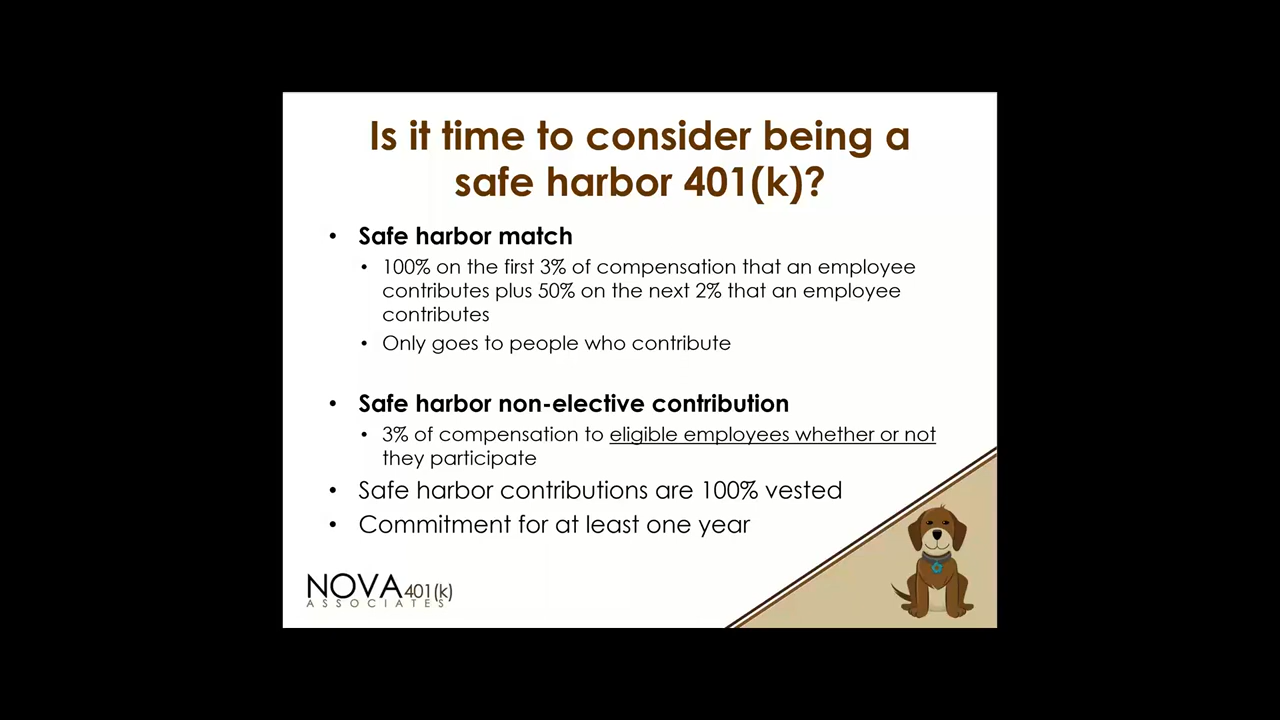 Is it time to consider being a
safe harbor 401(k)?
• Safe harbor match
• 100% on the first 3% of compensation that an employee
contributes plus 50% on the next 2% that an employee
contributes
• Only goes to people who contribute
• Safe harbor non-elective contribution
• 3% of compensation to eligible employees whether or not
they participate
• Safe harbor contributions are 100% vested
• Commitment for at least one year
NOVA 401(k)
ASSOCIATES